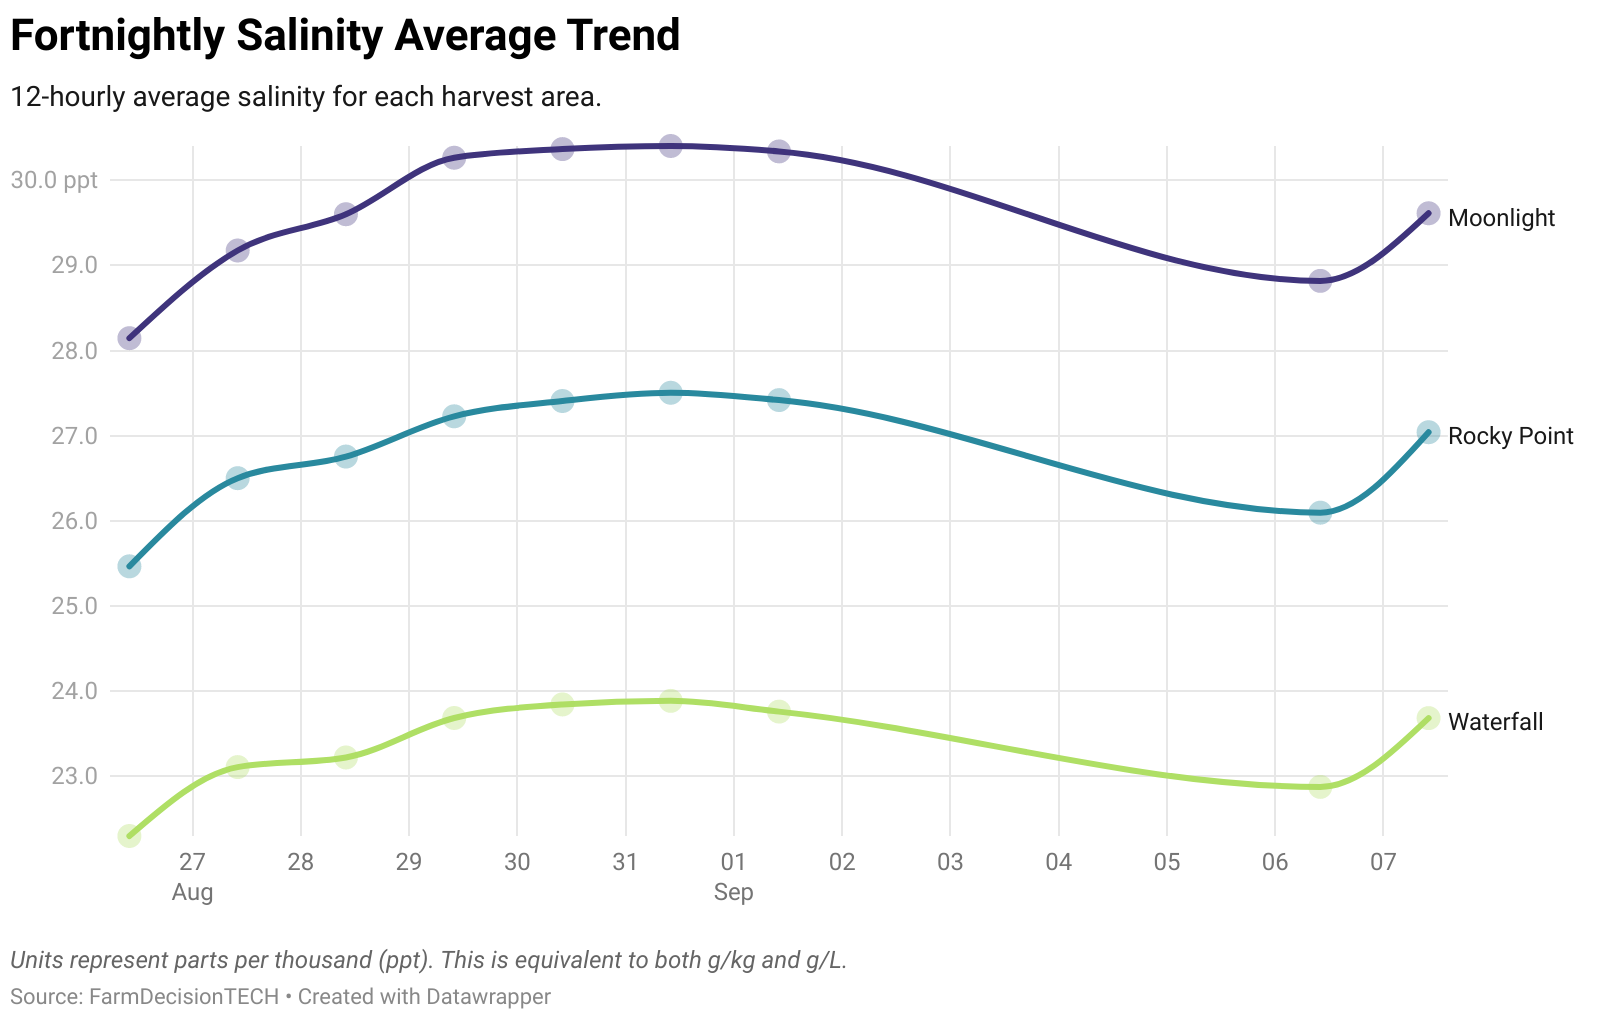 Fortnightly Salinity Average Trend
12-hourly average salinity for each harvest area.
30.0 ppt
29.0
28.0
27.0
26.0
25.0
24.0
23.0
Moonlight
Rocky Point
Waterfall
27 28 29 30 31 01 02 03 04 05 06 07
Aug Sep
Units represent parts per thousand (ppt). This is equivalent to both g/kg and g/L.
Source: FarmDecisionTECH • Created with Datawrapper